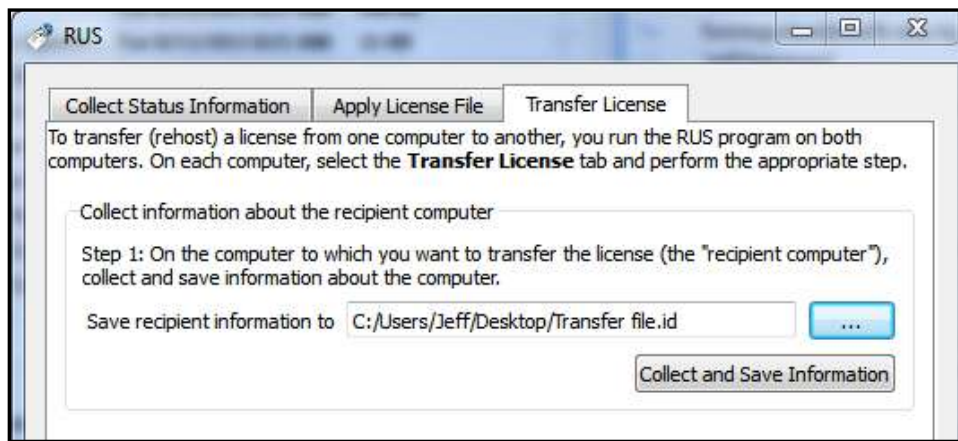 RUS
Collect Status Information Apply License File Transfer License
To transfer (rehost) a license from one computer to another, you run the RUS program on both
computers. On each computer, select the Transfer License tab and perform the appropriate step.
Collect information about the recipient computer
Step 1: On the computer to which you want to transfer the license (the "recipient computer"),
collect and save information about the computer.
Save recipient information to C:/Users/Jeff/Desktop/Transfer file.id ...
Collect and Save Information